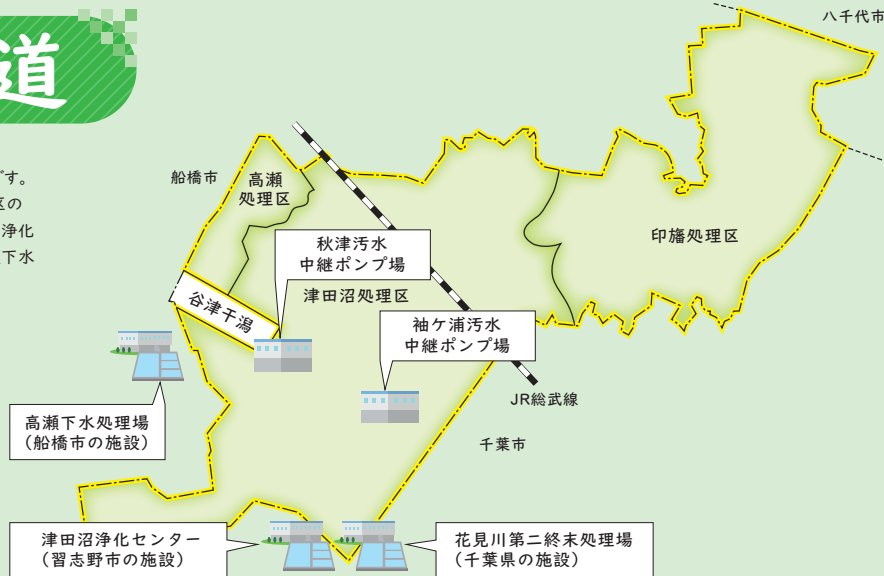 道
す。
区の
浄化
下水
八千代市
船橋市
高瀬
処理区
印旛処理区
秋津汚水
中継ポンプ場
津田沼処理区
谷津干潟
袖ケ浦汚水
中継ポンプ場
JR総武線
千葉市
高瀬下水処理場
（船橋市の施設）
津田沼浄化センター
（習志野市の施設）
花見川第二終末処理場
（千葉県の施設）